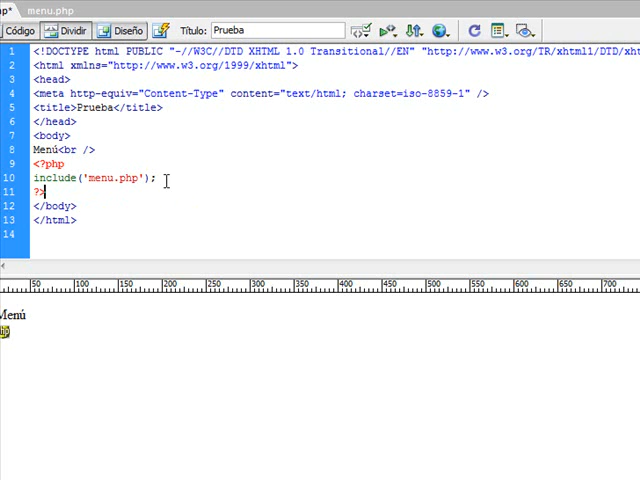 p* menu.php
Código Dividir Diseño Título: Prueba
1 <!DOCTYPE html PUBLIC "-//W3C//DTD XHTML 1.0 Transitional//EN" "http://www.w3.org/TR/xhtml1/DTD/xh
2 <html xmlns="http://www.w3.org/1999/xhtml">
3 <head>
4 <meta http-equiv="Content-Type" content="text/html; charset=iso-8859-1" />
5 <title>Prueba</title>
6 </head>
7 <body>
8 Menú<br />
9 <?php
10 include('menu.php');
11 ?>
12 </body>
13 </html>
14
50 100 150 200 250 300 350 400 450 500 550 600 650 700
Menú
hp